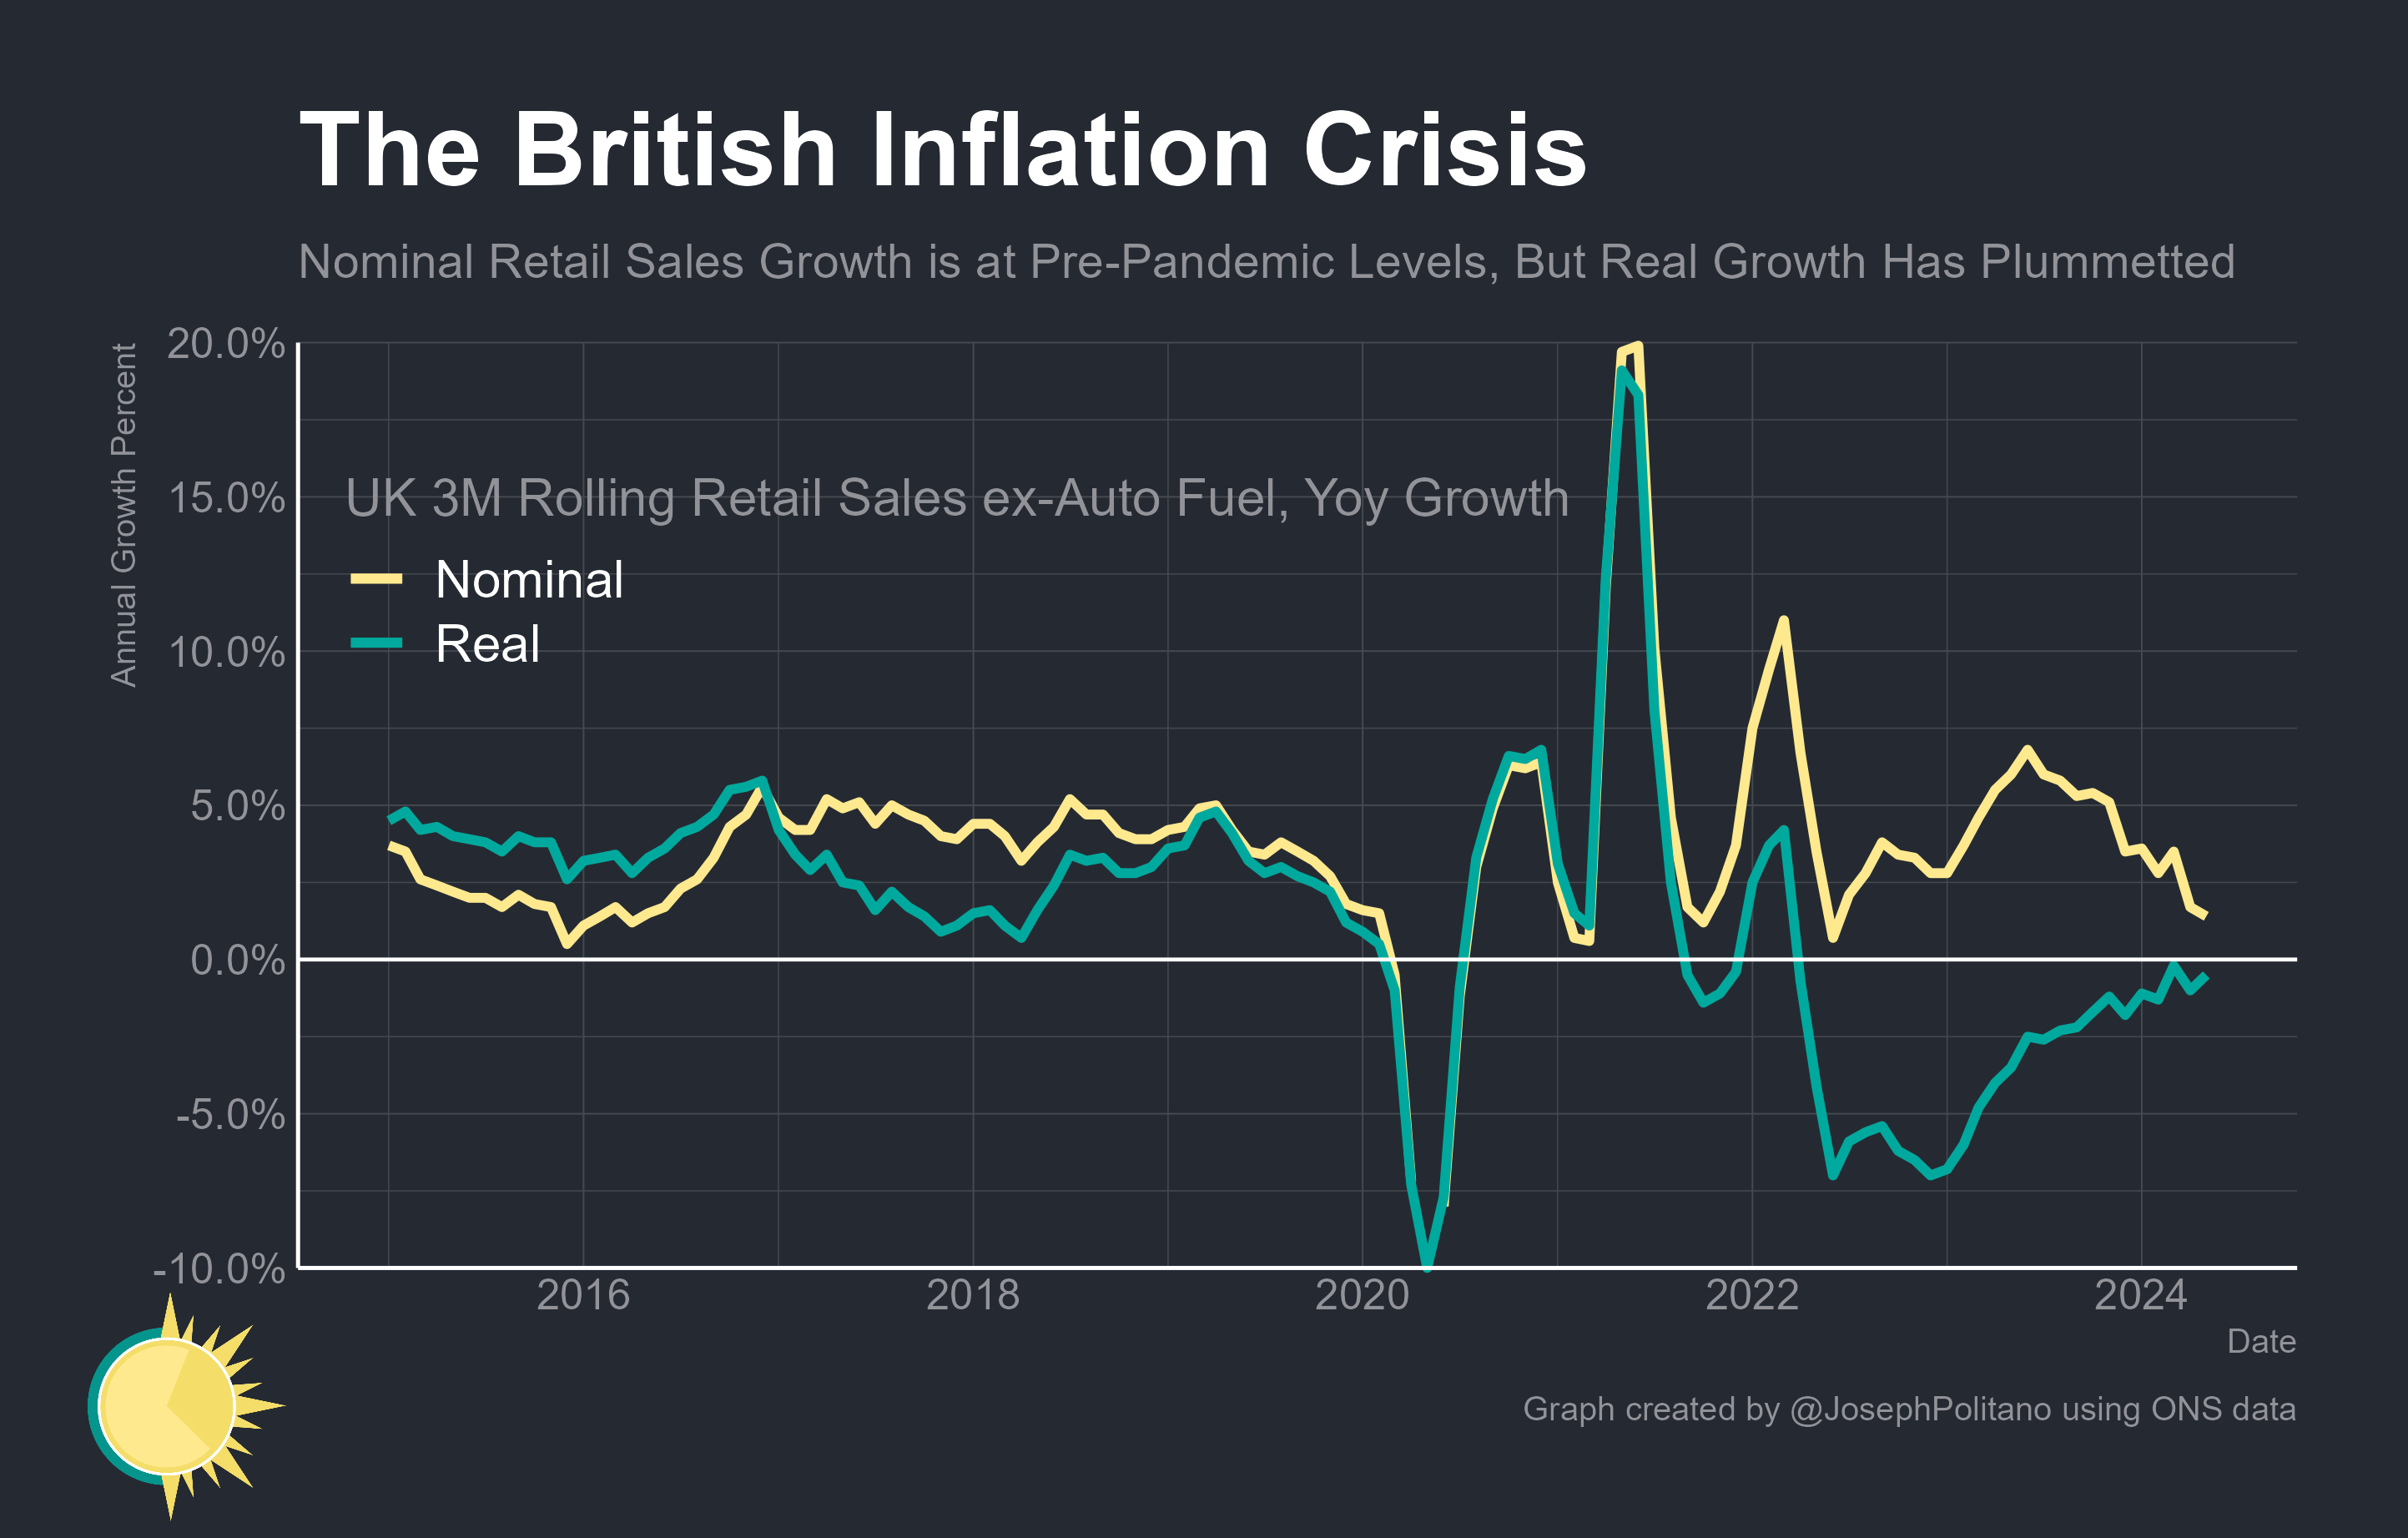 The British Inflation Crisis
Nominal Retail Sales Growth is at Pre-Pandemic Levels, But Real Growth Has Plummetted
Annual Growth Percent
20.0%
15.0%
10.0%
5.0%
0.0%
-5.0%
-10.0%
UK 3M Rolling Retail Sales ex-Auto Fuel, Yoy Growth
Nominal
Real
2016 2018 2020 2022 2024
Date
Graph created by @JosephPolitano using ONS data